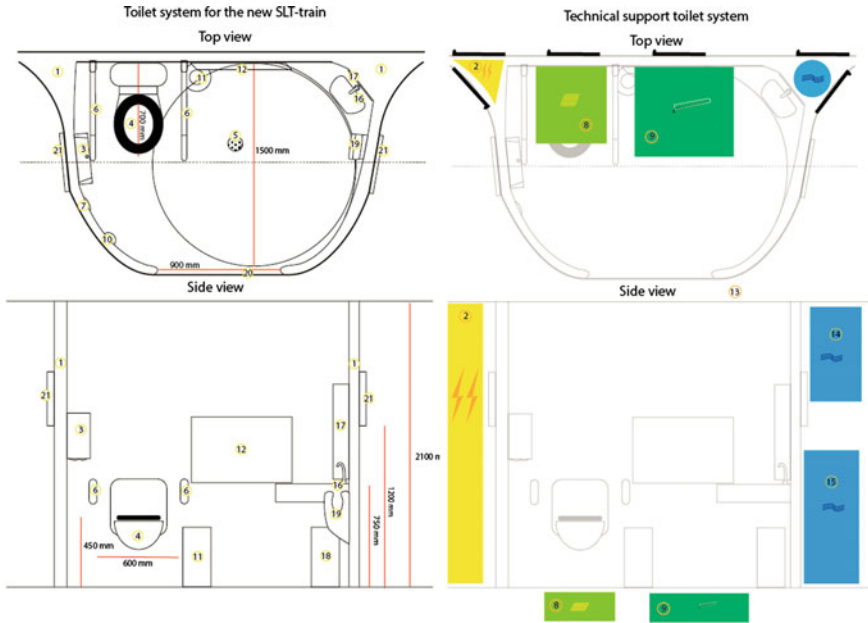 Toilet system for the new SLT-train
Top view
1
1
11
12
17
16
6
4
700 mm
6
5
1500 mm
3
19
21
21
7
10
900 mm
20
Side view
1
1
21
21
3
17
12
2100 m
6
6
16
19
1200 mm
750 mm
4
450 mm
600 mm
11
18
Technical support toilet system
Top view
2
8
9
Side view
13
2
14
15
8
9